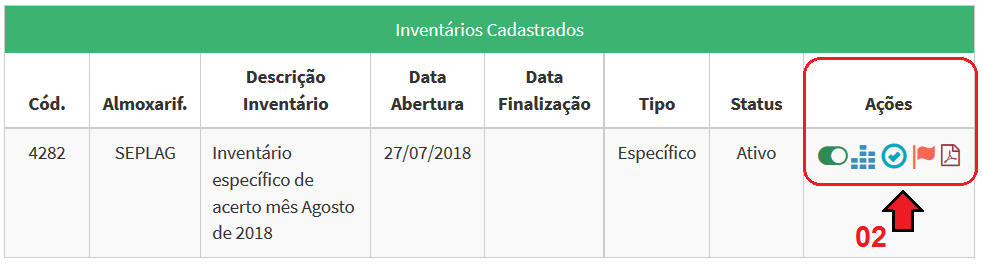 Inventários Cadastrados
Cód. Almoxarif. Descrição Inventário Data Abertura Data Finalização Tipo Status Ações
4282 SEPLAG Inventário 27/07/2018 Específico Ativo
específico de
acerto mês Agosto
de 2018
02